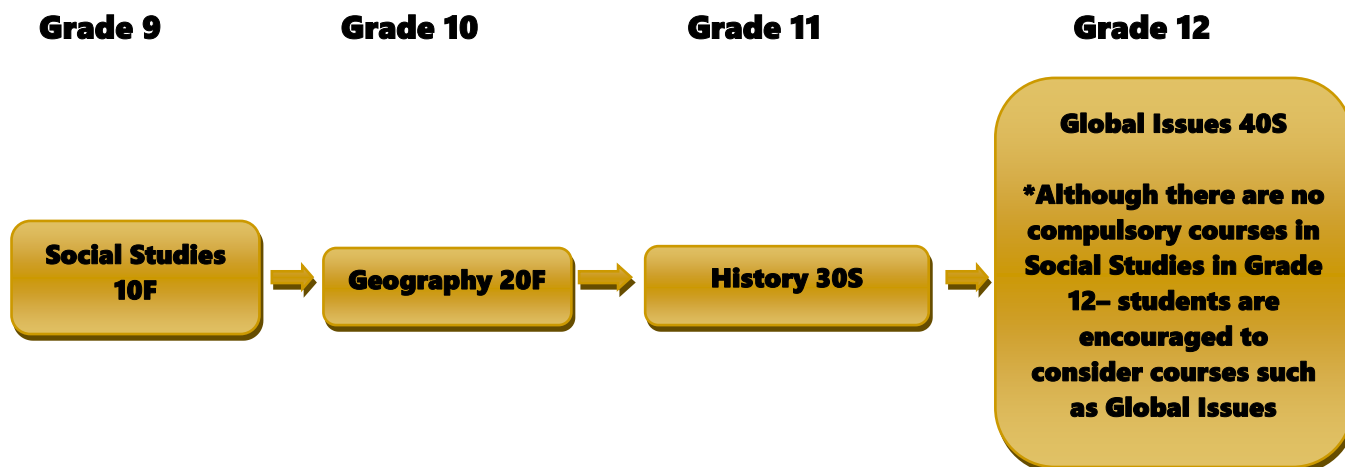 Grade 9
Grade 10
Grade 11
Grade 12
Social Studies
10F
Geography 20F
History 30S
Global Issues 40S
*Although there are no
compulsory courses in
Social Studies in Grade
12– students are
encouraged to
consider courses such
as Global Issues